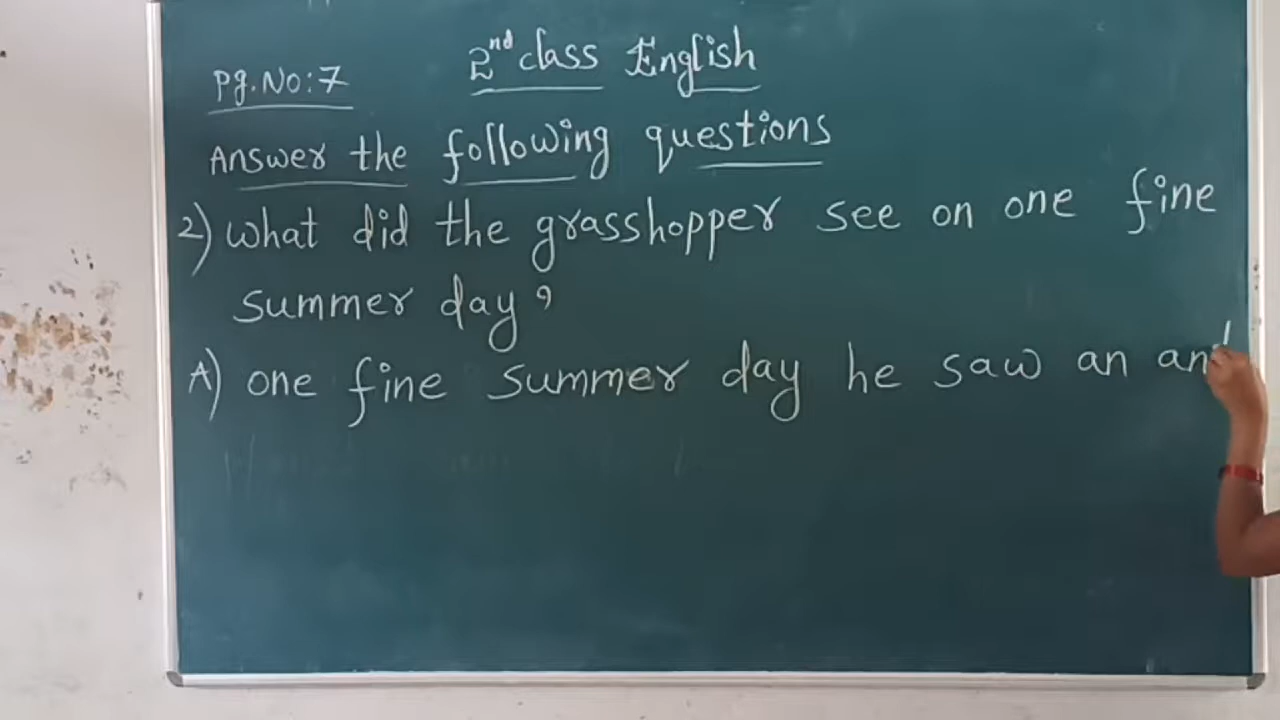 Pg.No:7
2nd class English
Answer the following questions
2) What did the grasshopper see on one fine
summer day?
A) one fine summer day he saw an ant